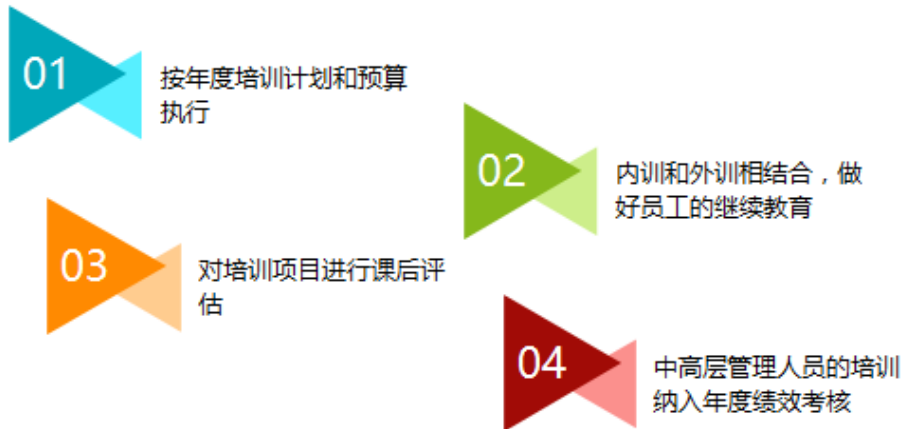 01
按年度培训计划和预算
执行
02
内训和外训相结合，做
好员工的继续教育
03
对培训项目进行课后评
估
04
中高层管理人员的培训
纳入年度绩效考核